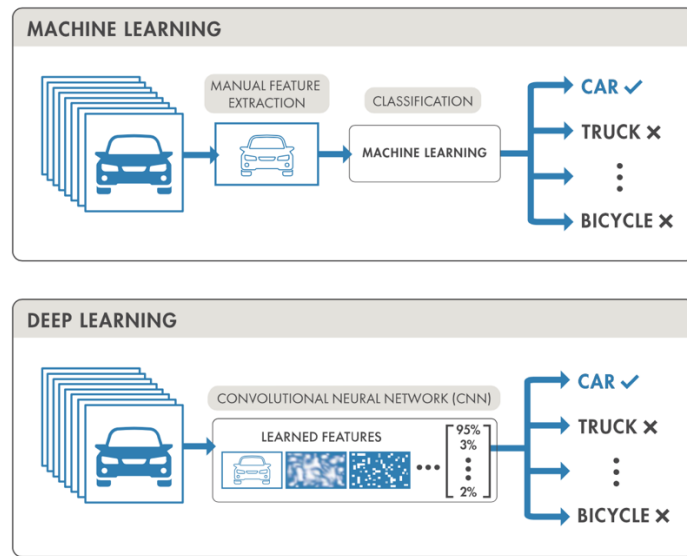 MACHINE LEARNING
MANUAL FEATURE
EXTRACTION
CLASSIFICATION
MACHINE LEARNING
CAR ✓
TRUCK ✕
⋮
BICYCLE ✕
DEEP LEARNING
CONVOLUTIONAL NEURAL NETWORK (CNN)
LEARNED FEATURES
•••
95%
3%
⋮
2%
CAR ✓
TRUCK ✕
⋮
BICYCLE ✕